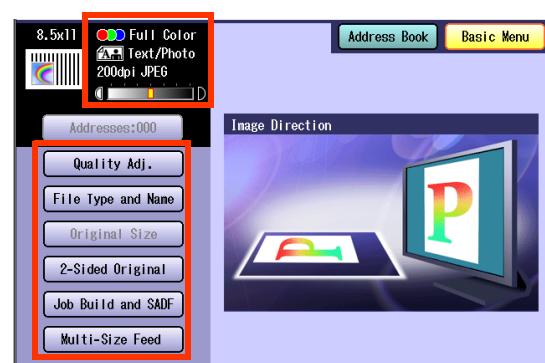 8.5x11
Full Color
Text/Photo
200dpi JPEG
Address Book
Basic Menu
Addresses:000
Quality Adj.
File Type and Name
Original Size
2-Sided Original
Job Build and SADF
Multi-Size Feed
Image Direction
P
P